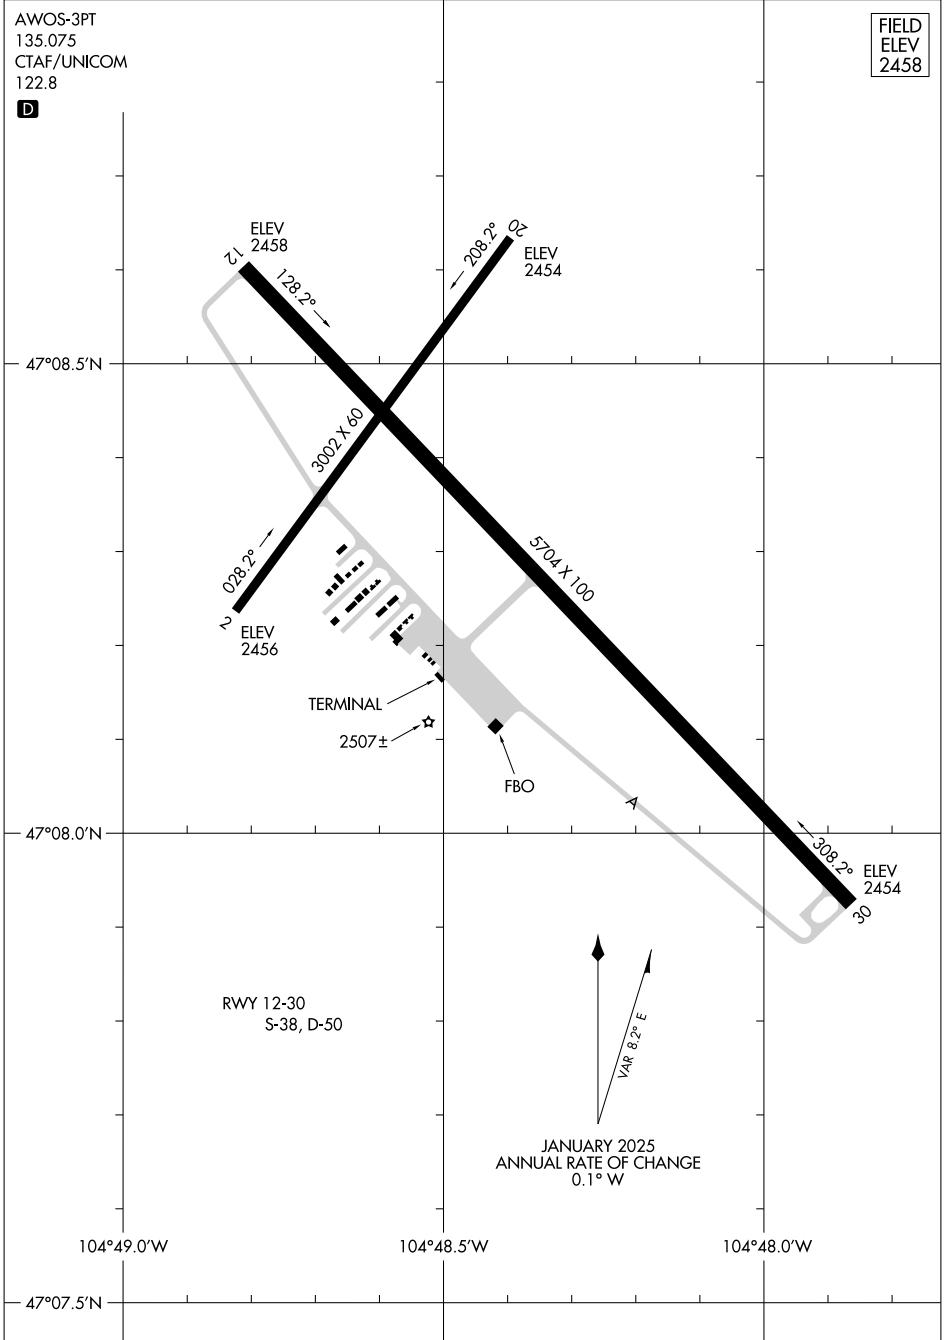 AWOS-3PT
135.075
CTAF/UNICOM
122.8
D
FIELD
ELEV
2458
ELEV
2458
12
128.2°
20
208.2°
ELEV
2454
47°08.5'N
3002 X 60
028.2°
2
ELEV
2456
5704 X 100
TERMINAL
2507±
FBO
A
47°08.0'N
308.2°
ELEV
2454
30
RWY 12-30
S-38, D-50
VAR 8.2° E
JANUARY 2025
ANNUAL RATE OF CHANGE
0.1° W
104°49.0'W
104°48.5'W
104°48.0'W
47°07.5'N